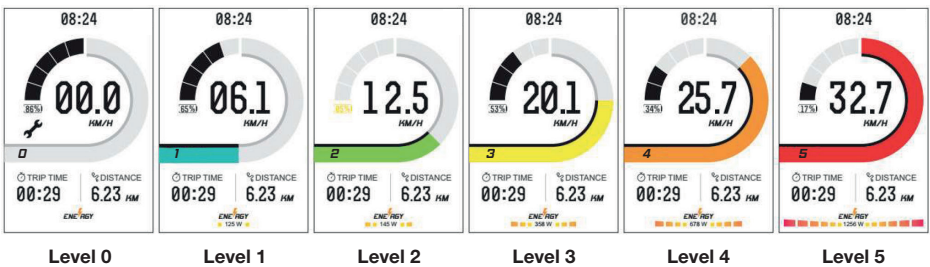 08:24
86%
00.0
KM/H
0
TRIP TIME DISTANCE
00:29 6.23 KM
ENERGY
Level 0
08:24
65%
06.1
KM/H
1
TRIP TIME DISTANCE
00:29 6.23 KM
ENERGY
125 W
Level 1
08:24
12.5
KM/H
2
TRIP TIME DISTANCE
00:29 6.23 KM
ENERGY
145 W
Level 2
08:24
53%
20.1
KM/H
3
TRIP TIME DISTANCE
00:29 6.23 KM
ENERGY
358 W
Level 3
08:24
34%
25.7
KM/H
4
TRIP TIME DISTANCE
00:29 6.23 KM
ENERGY
678 W
Level 4
08:24
17%
32.7
KM/H
5
TRIP TIME DISTANCE
00:29 6.23 KM
ENERGY
1256 W
Level 5